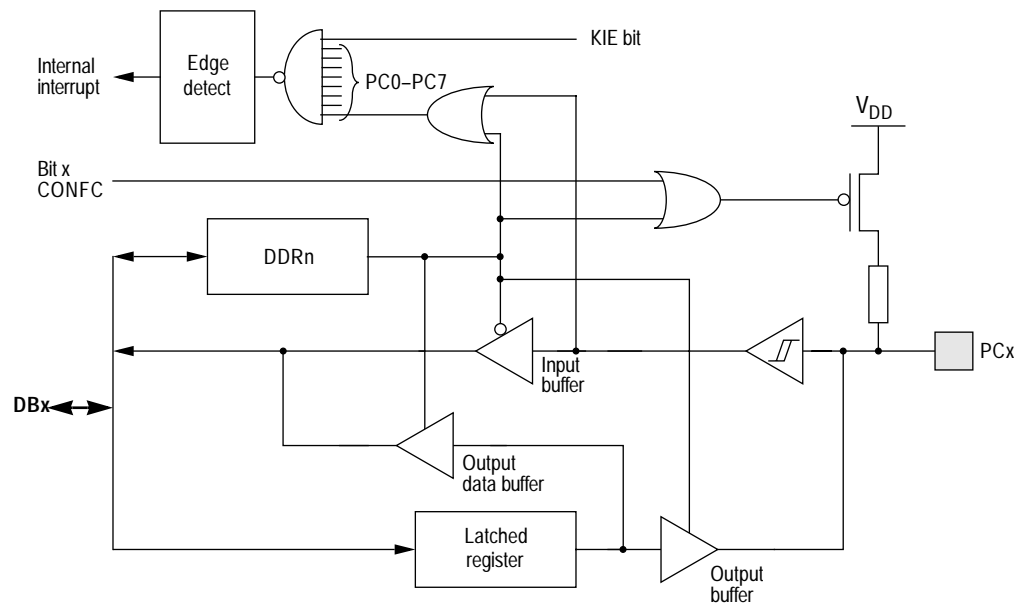 KIE bit
Internal
interrupt
Edge
detect
PC0–PC7
VDD
Bit x
CONFC
DDRn
PCx
Input
buffer
DBx
Output
data buffer
Latched
register
Output
buffer